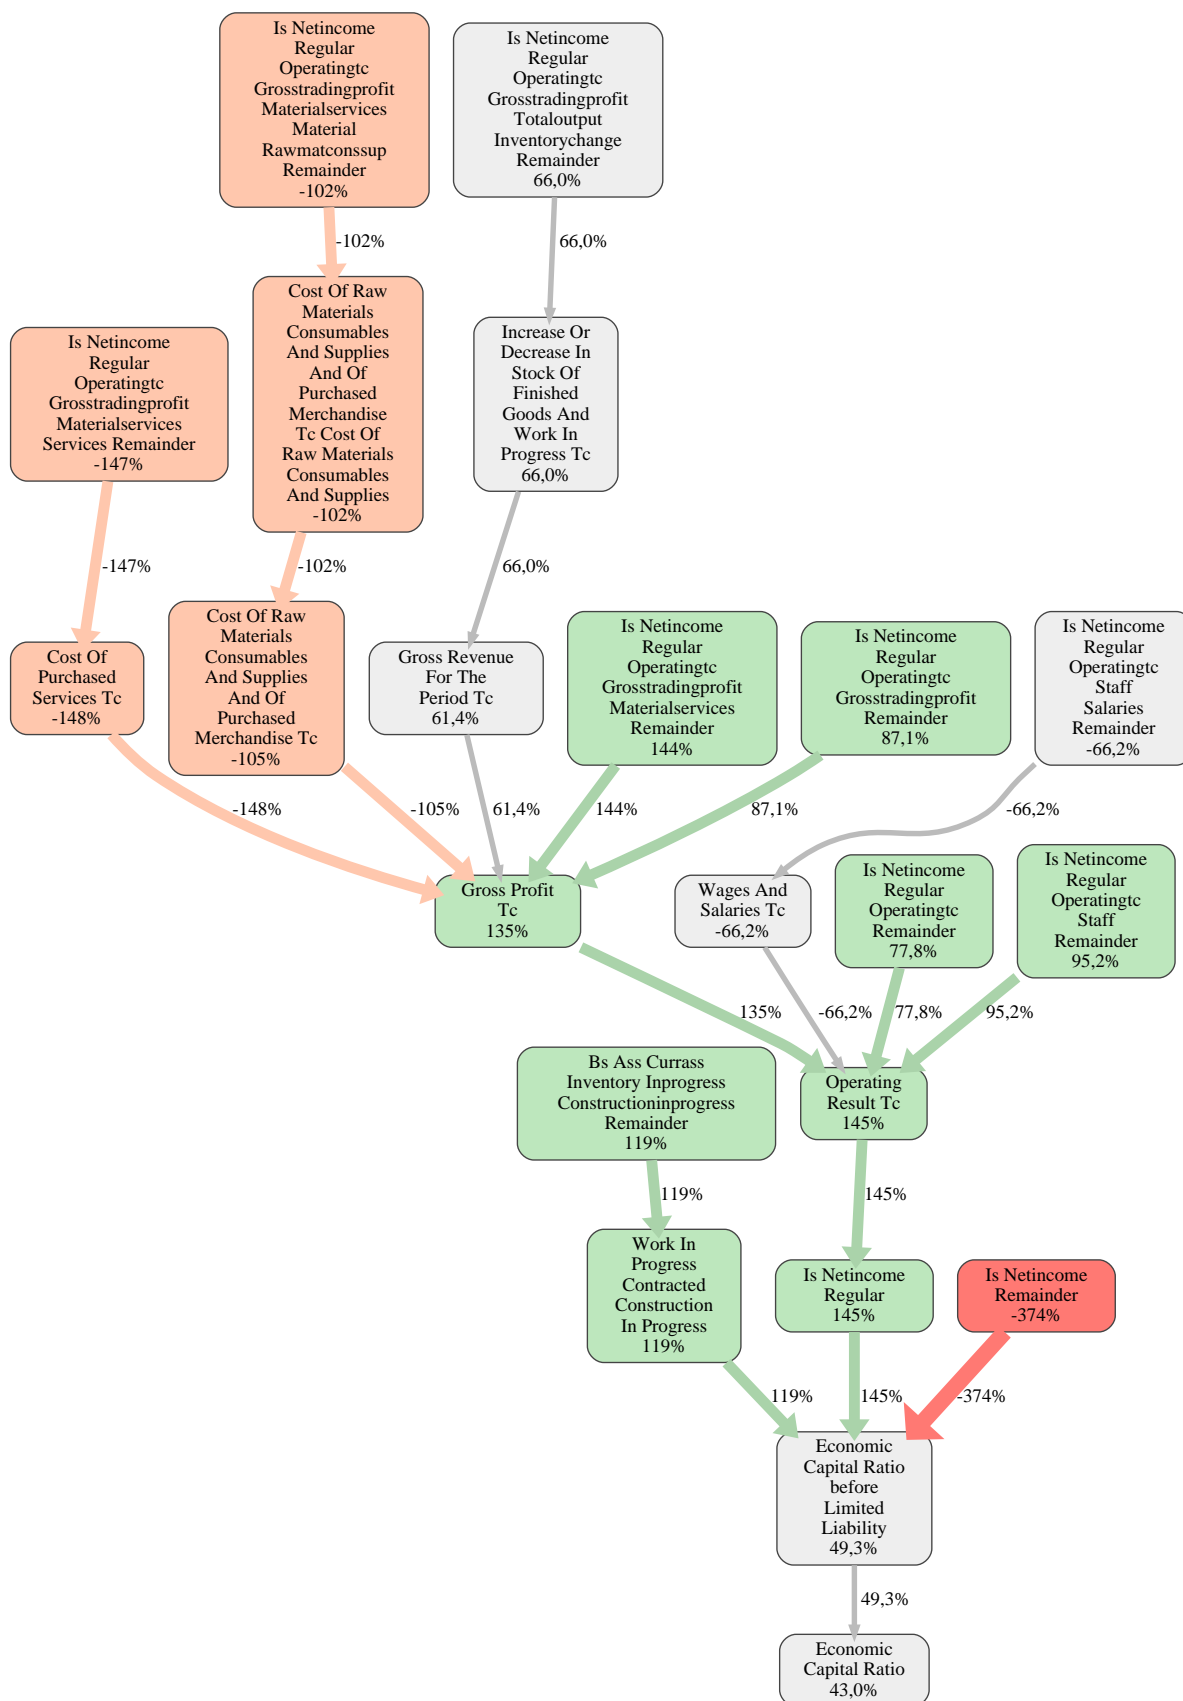 Is Netincome
Regular
Operatingtc
Grosstradingprofit
Materialservices
Material
Rawmatconssup
Remainder
-102%
Is Netincome
Regular
Operatingtc
Grosstradingprofit
Totaloutput
Inventorychange
Remainder
66,0%
-102%
66,0%
Cost Of Raw
Materials
Consumables
And Supplies
And Of
Purchased
Merchandise
Tc Cost Of
Raw Materials
Consumables
And Supplies
-102%
Increase Or
Decrease In
Stock Of
Finished
Goods And
Work In
Progress Tc
66,0%
Is Netincome
Regular
Operatingtc
Grosstradingprofit
Materialservices
Services Remainder
-147%
-147%
-102%
66,0%
Cost Of
Purchased
Services Tc
-148%
Cost Of Raw
Materials
Consumables
And Supplies
And Of
Purchased
Merchandise Tc
-105%
Gross Revenue
For The
Period Tc
61,4%
Is Netincome
Regular
Operatingtc
Grosstradingprofit
Materialservices
Remainder
144%
Is Netincome
Regular
Operatingtc
Grosstradingprofit
Remainder
87,1%
Is Netincome
Regular
Operatingtc
Staff
Salaries
Remainder
-66,2%
-148%
-105%
61,4%
144%
87,1%
-66,2%
Gross Profit
Tc
135%
Wages And
Salaries Tc
-66,2%
Is Netincome
Regular
Operatingtc
Remainder
77,8%
Is Netincome
Regular
Operatingtc
Staff
Remainder
95,2%
135%
-66,2%
77,8%
95,2%
Bs Ass Currass
Inventory Inprogress
Constructioninprogress
Remainder
119%
Operating
Result Tc
145%
119%
145%
Work In
Progress
Contracted
Construction
In Progress
119%
Is Netincome
Regular
145%
Is Netincome
Remainder
-374%
119%
145%
-374%
Economic
Capital Ratio
before
Limited
Liability
49,3%
49,3%
Economic
Capital Ratio
43,0%